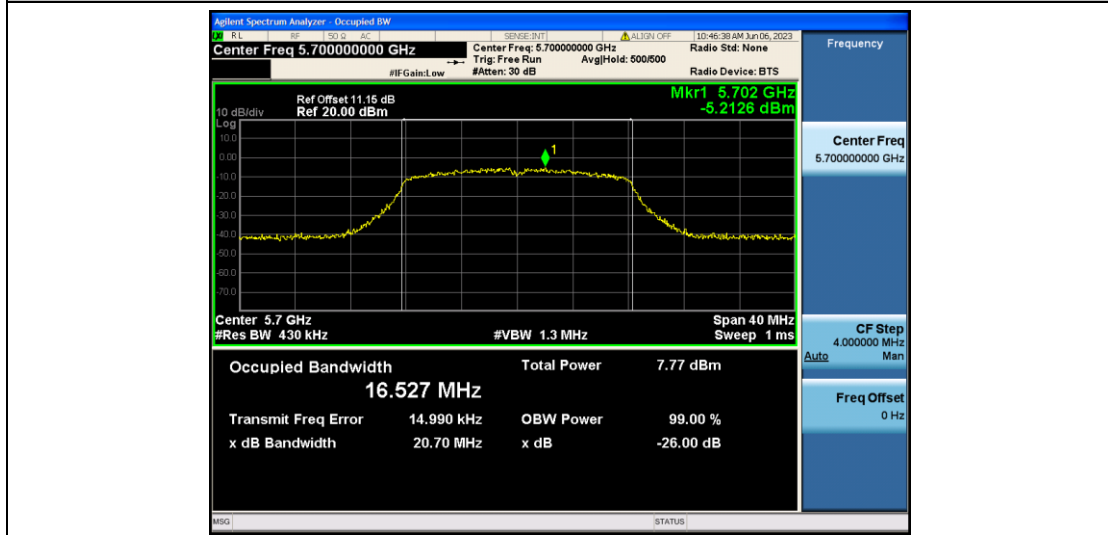 Agilent Spectrum Analyzer - Occupied BW
RL RF 50 Ω AC SENSE:INT ALIGN OFF 10:46:38 AM Jun 06, 2023
Center Freq 5.700000000 GHz
Center Freq: 5.700000000 GHz Radio Std: None
Trig: Free Run Avg|Hold: 500/500
#IFGain:Low #Atten: 30 dB Radio Device: BTS
Frequency
Mkr1 5.702 GHz
-5.2126 dBm
Ref Offset 11.15 dB
10 dB/div Ref 20.00 dBm
Log
10.0
0.00
-10.0
-20.0
-30.0
-40.0
-50.0
-60.0
-70.0
1
Center Freq
5.700000000 GHz
Center 5.7 GHz Span 40 MHz
#Res BW 430 kHz #VBW 1.3 MHz Sweep 1 ms
CF Step
4.000000 MHz
Auto Man
Occupied Bandwidth Total Power 7.77 dBm
16.527 MHz
Freq Offset
0 Hz
Transmit Freq Error 14.990 kHz OBW Power 99.00 %
x dB Bandwidth 20.70 MHz x dB -26.00 dB
MSG STATUS